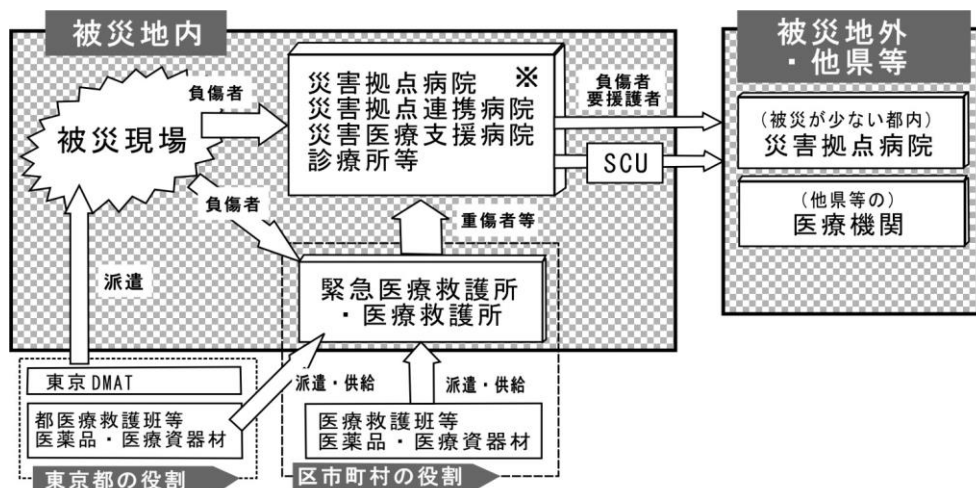 被災地内
被災現場
負傷者
災害拠点病院 ※
災害拠点連携病院
災害医療支援病院
診療所等
負傷者
要援護者
SCU
被災地外
・他県等
(被災が少ない都内)
災害拠点病院
(他県等の)
医療機関
負傷者
重傷者等
派遣
緊急医療救護所
・医療救護所
東京DMAT
都医療救護班等
医薬品・医療資器材
東京都の役割
派遣・供給
派遣・供給
医療救護班等
医薬品・医療資器材
区市町村の役割